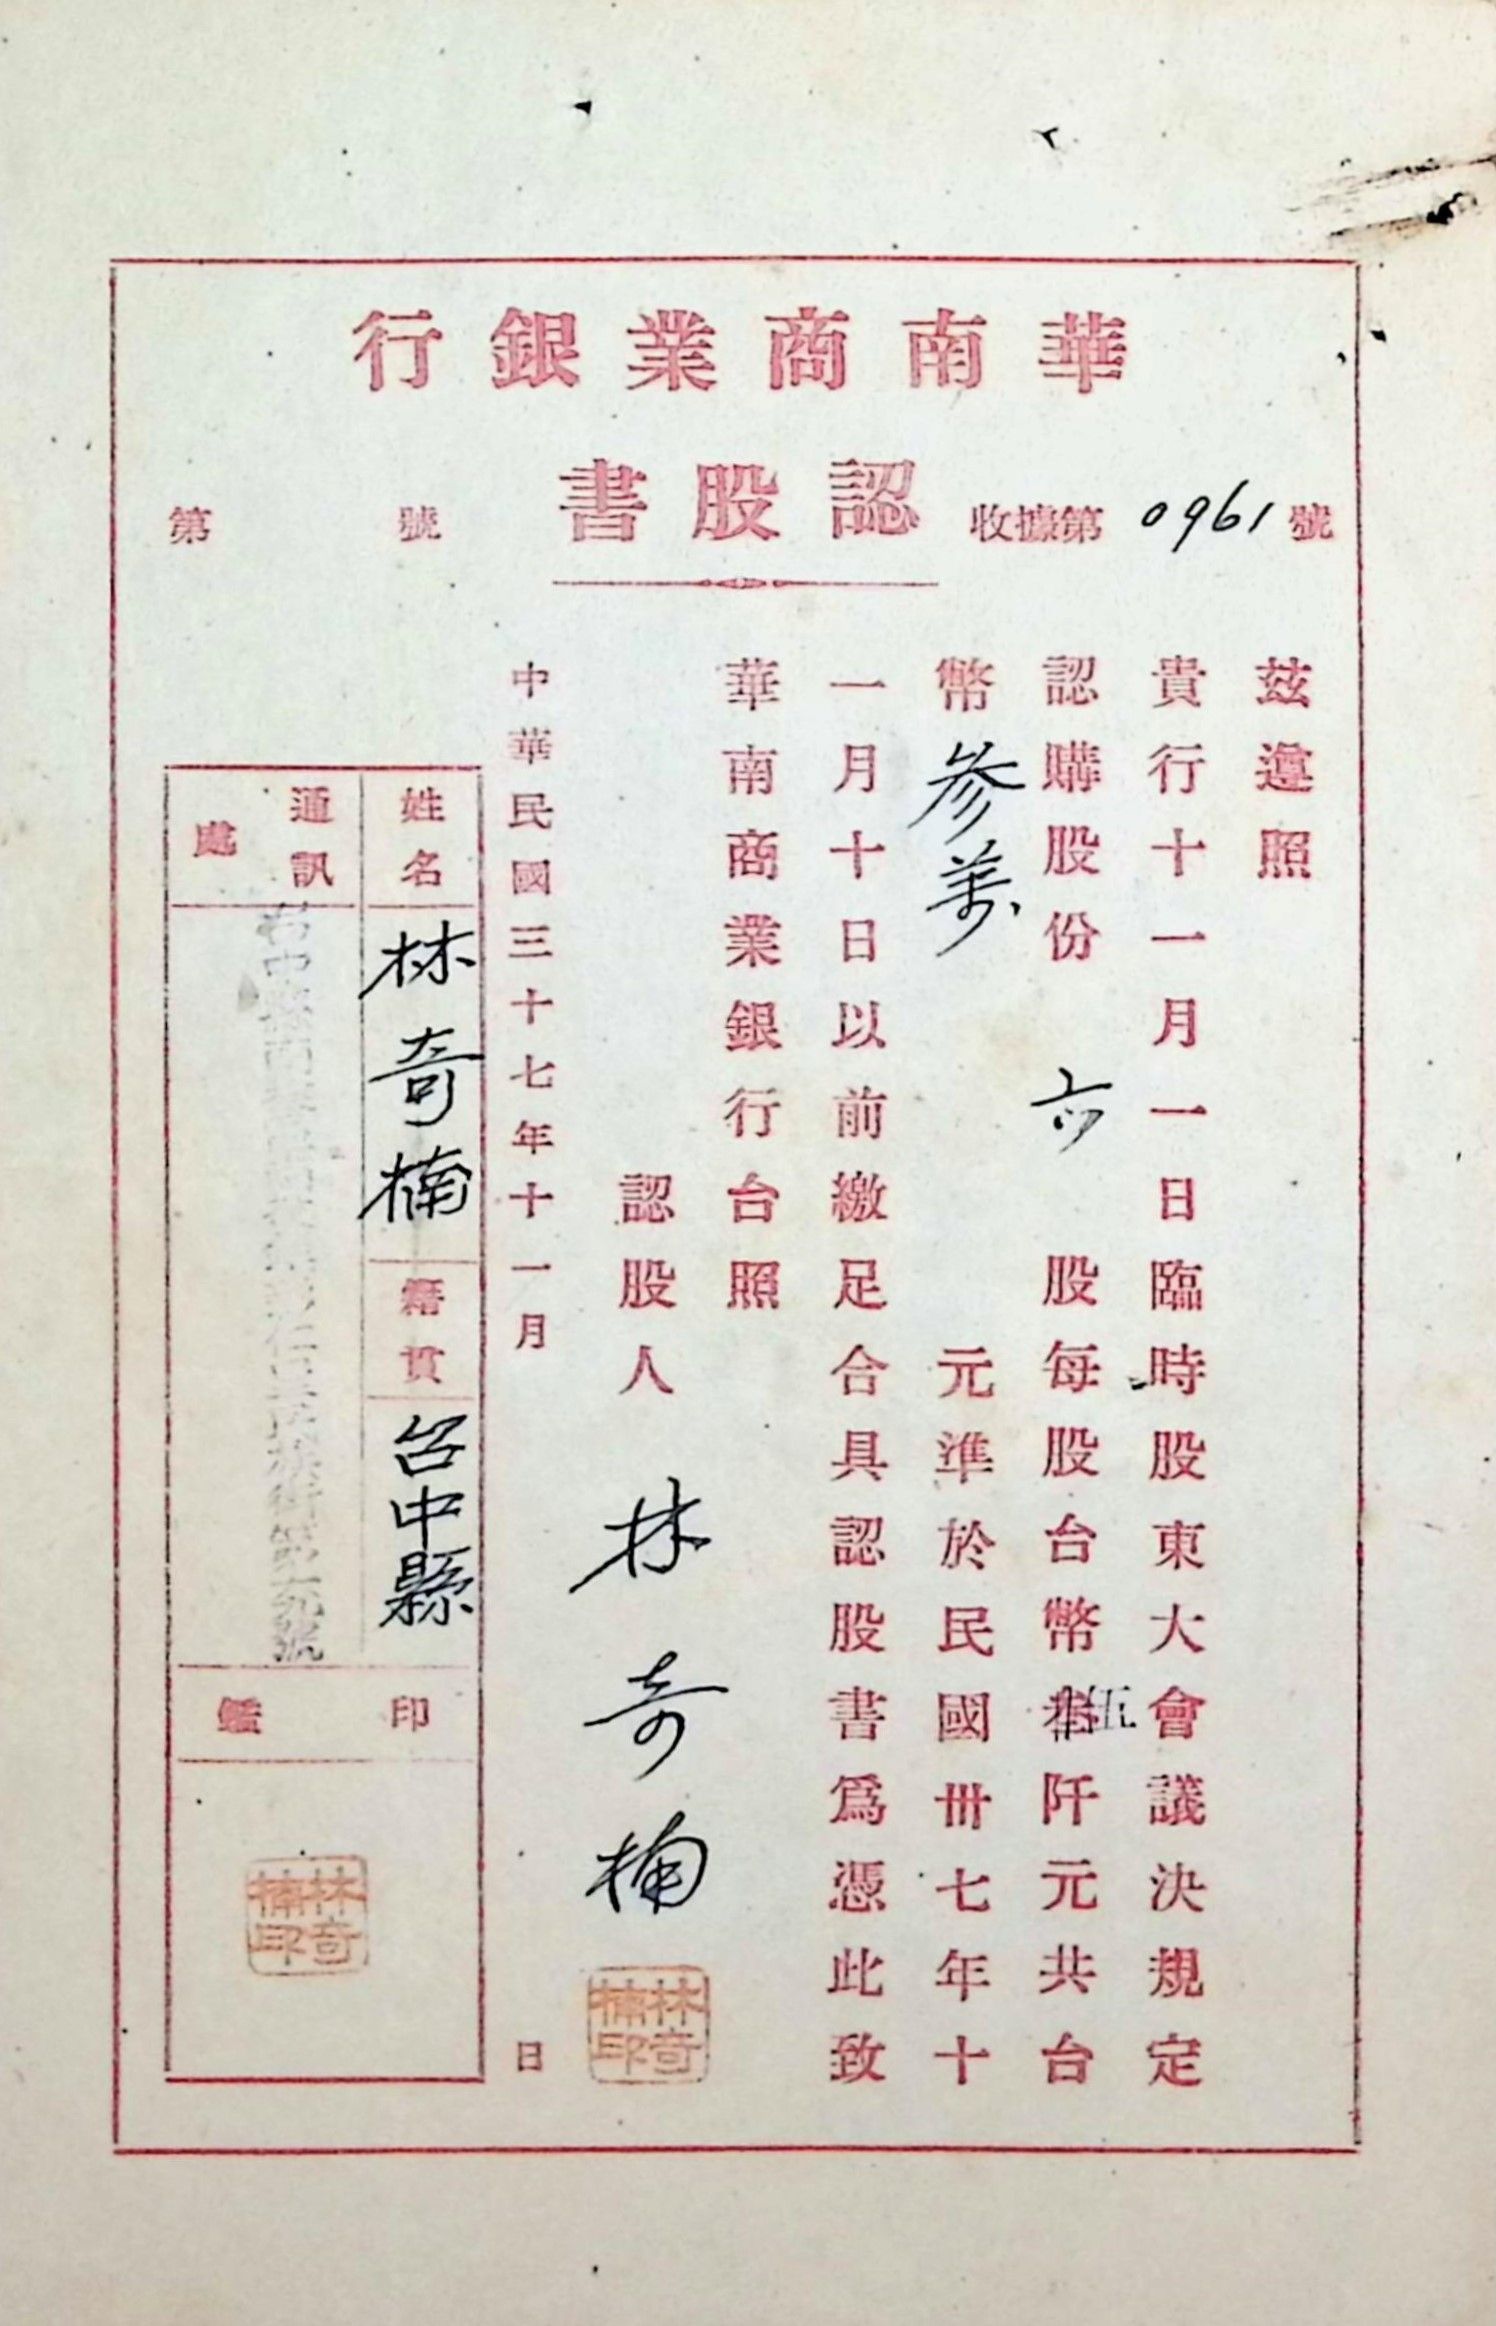 華南商業銀行
認股書
收據第0961號
第 號
茲遵照
貴行十一月一日臨時股東大會議決規定
認購股份 六 股每股台幣伍阡元共台
幣參萬 元準於民國卅七年十
一月十日以前繳足合具認股書為憑此致
華南商業銀行台照
認股人 林奇楠
林奇楠印
中華民國三十七年十一月 日
姓名 林奇楠 籍貫 台中縣
通訊處
印鑑
林奇楠印